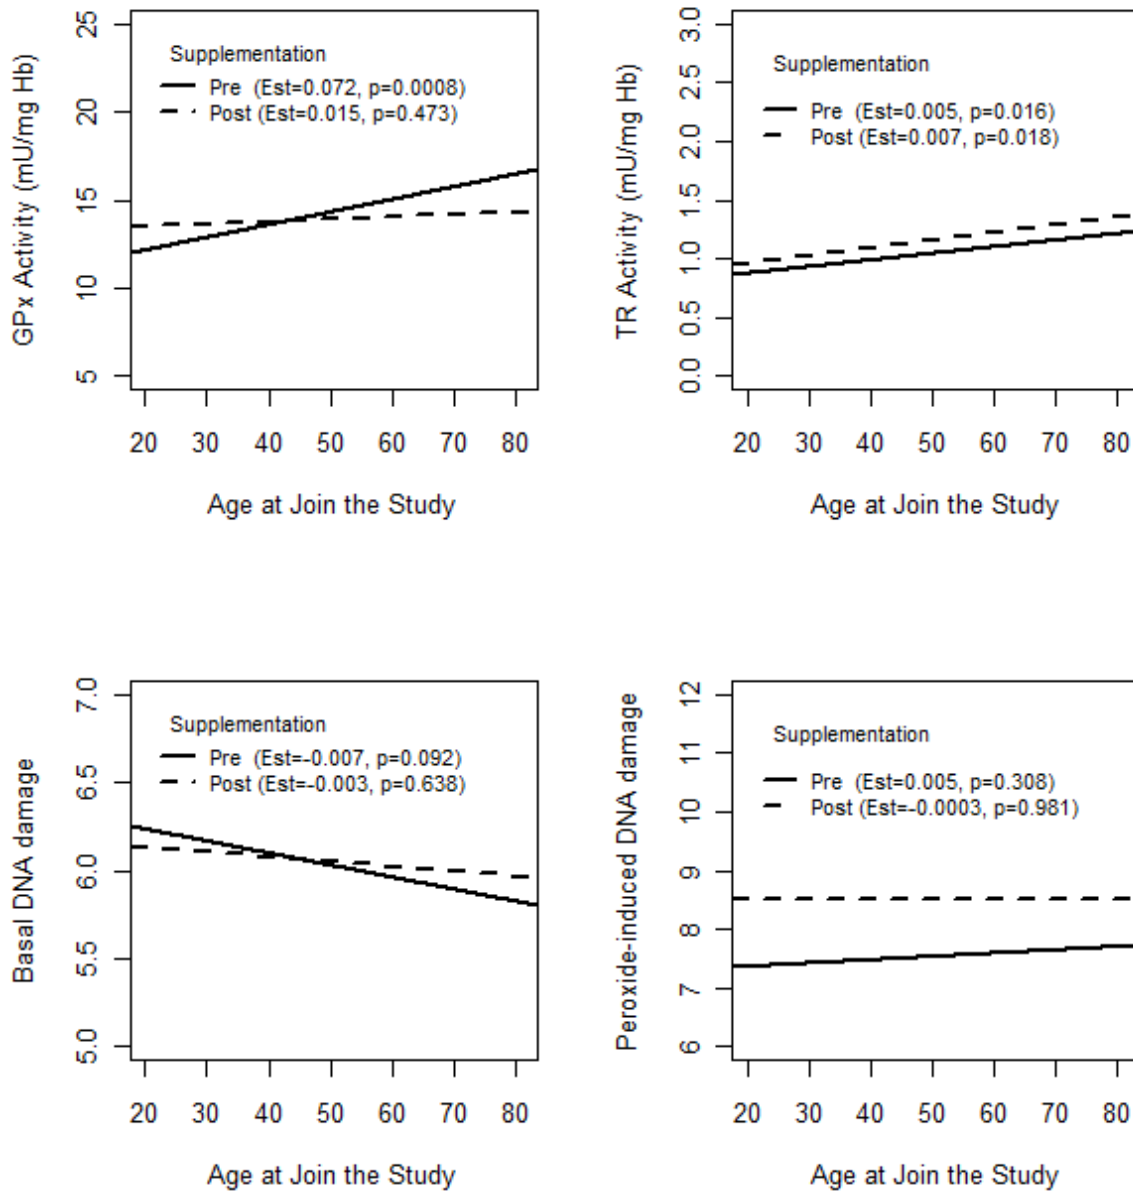 GPx Activity (mU/mg Hb)
25
20
15
10
5
Supplementation
Pre (Est=0.072, p=0.0008)
Post (Est=0.015, p=0.473)
20 30 40 50 60 70 80
Age at Join the Study
TR Activity (mU/mg Hb)
3.0
2.5
2.0
1.5
1.0
0.5
0.0
Supplementation
Pre (Est=0.005, p=0.016)
Post (Est=0.007, p=0.018)
20 30 40 50 60 70 80
Age at Join the Study
Basal DNA damage
7.0
6.5
6.0
5.5
5.0
Supplementation
Pre (Est=-0.007, p=0.092)
Post (Est=-0.003, p=0.638)
20 30 40 50 60 70 80
Age at Join the Study
Peroxide-induced DNA damage
12
11
10
9
8
7
6
Supplementation
Pre (Est=0.005, p=0.308)
Post (Est=-0.0003, p=0.981)
20 30 40 50 60 70 80
Age at Join the Study